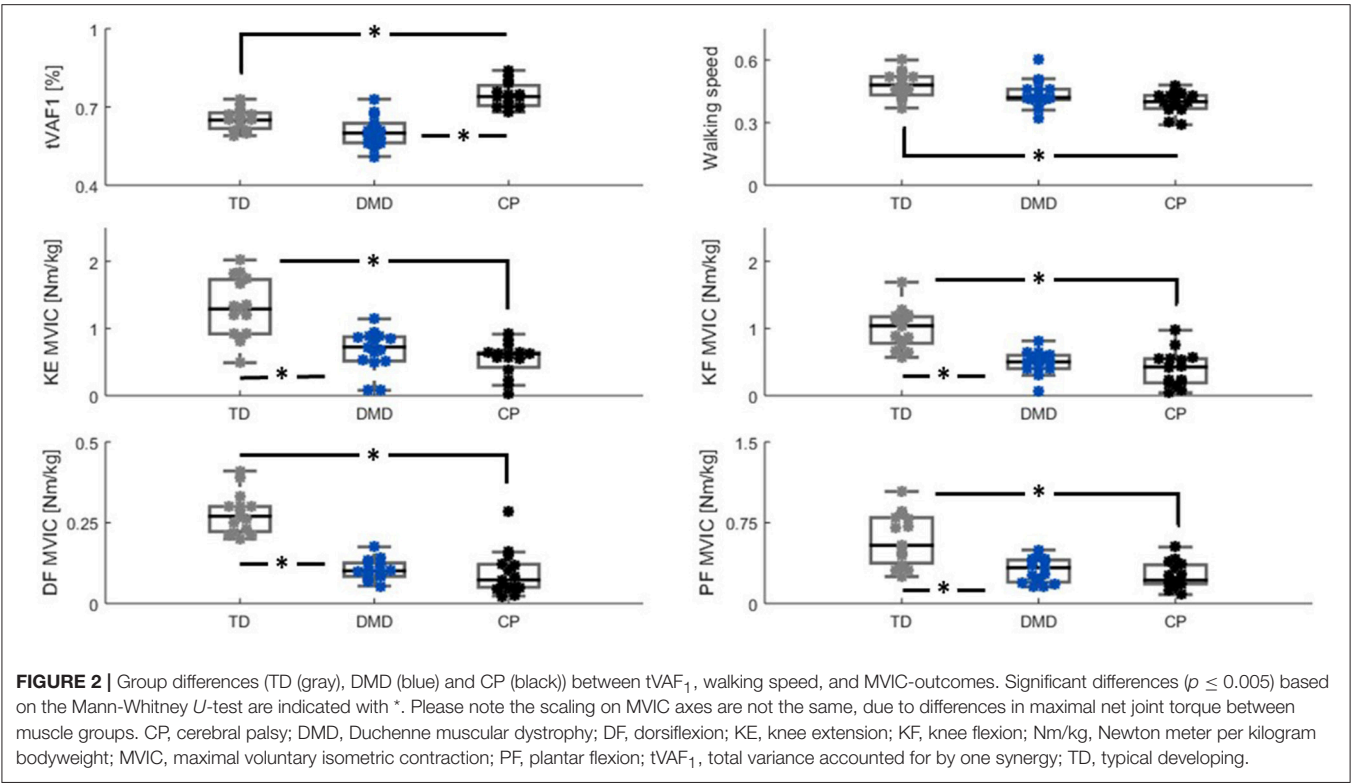 1
*
0.7
*
0.4
tVAF1 [%]
TD
DMD
CP
0.6
0.3
*
0
Walking speed
TD
DMD
CP
2
*
1
*
0
KE MVIC [Nm/kg]
TD
DMD
CP
2
*
1
*
0
KF MVIC [Nm/kg]
TD
DMD
CP
0.5
*
0.25
*
0
DF MVIC [Nm/kg]
TD
DMD
CP
1.5
*
0.75
*
0
PF MVIC [Nm/kg]
TD
DMD
CP
FIGURE 2 | Group differences (TD (gray), DMD (blue) and CP (black)) between tVAF1, walking speed, and MVIC-outcomes. Significant differences (p ≤ 0.005) based
on the Mann-Whitney U-test are indicated with *. Please note the scaling on MVIC axes are not the same, due to differences in maximal net joint torque between
muscle groups. CP, cerebral palsy; DMD, Duchenne muscular dystrophy; DF, dorsiflexion; KE, knee extension; KF, knee flexion; Nm/kg, Newton meter per kilogram
bodyweight; MVIC, maximal voluntary isometric contraction; PF, plantar flexion; tVAF1, total variance accounted for by one synergy; TD, typical developing.